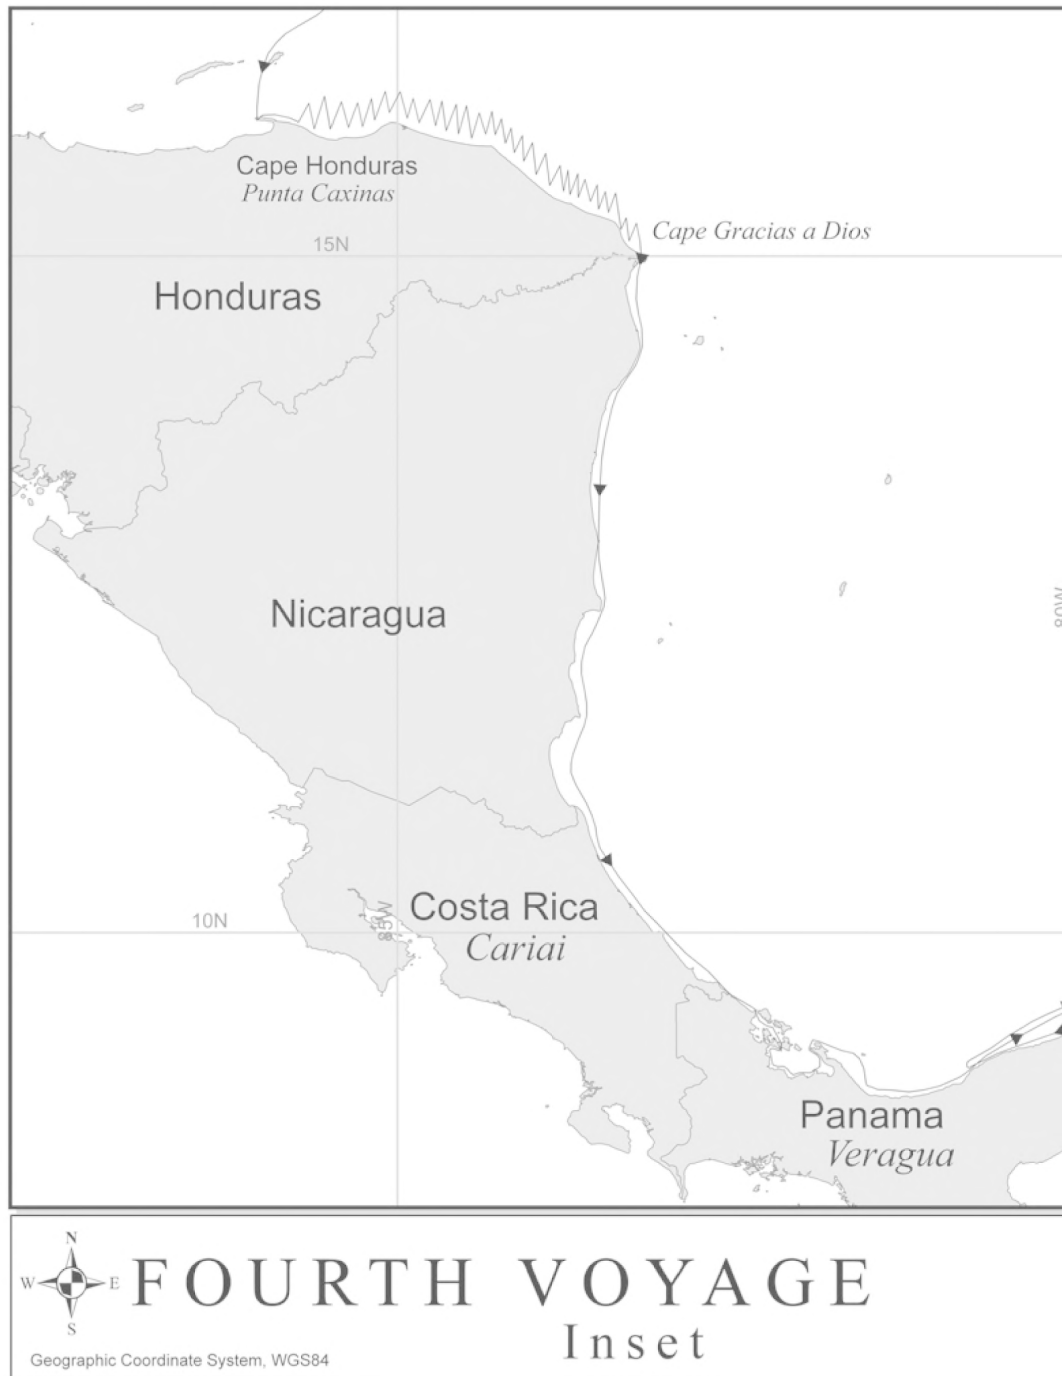 Cape Honduras
Punta Caxinas
Cape Gracias a Dios
15N
Honduras
Nicaragua
80W
Costa Rica
10N
85W
Cariai
Panama
Veragua
N
W E
S
FOURTH VOYAGE
Inset
Geographic Coordinate System, WGS84